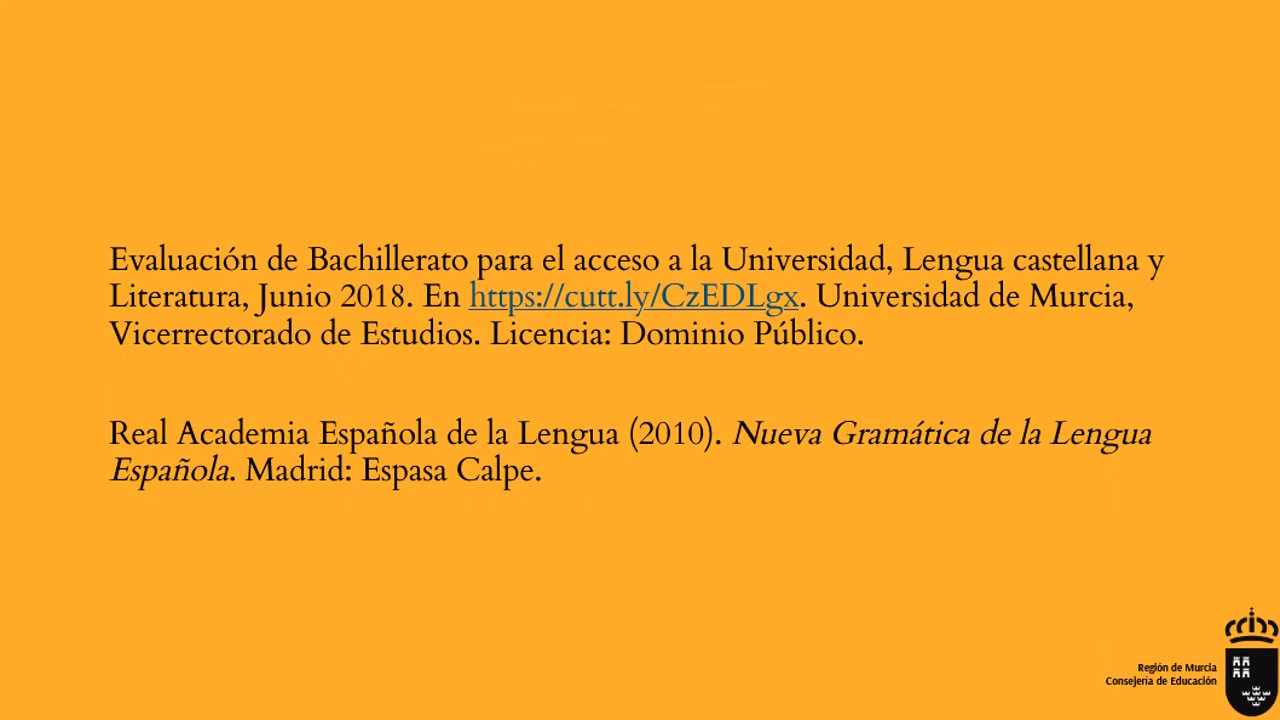 Evaluación de Bachillerato para el acceso a la Universidad, Lengua castellana y
Literatura, Junio 2018. En https://cutt.ly/CzEDLgx. Universidad de Murcia,
Vicerrectorado de Estudios. Licencia: Dominio Público.
Real Academia Española de la Lengua (2010). Nueva Gramática de la Lengua
Española. Madrid: Espasa Calpe.
Región de Murcia
Consejería de Educación